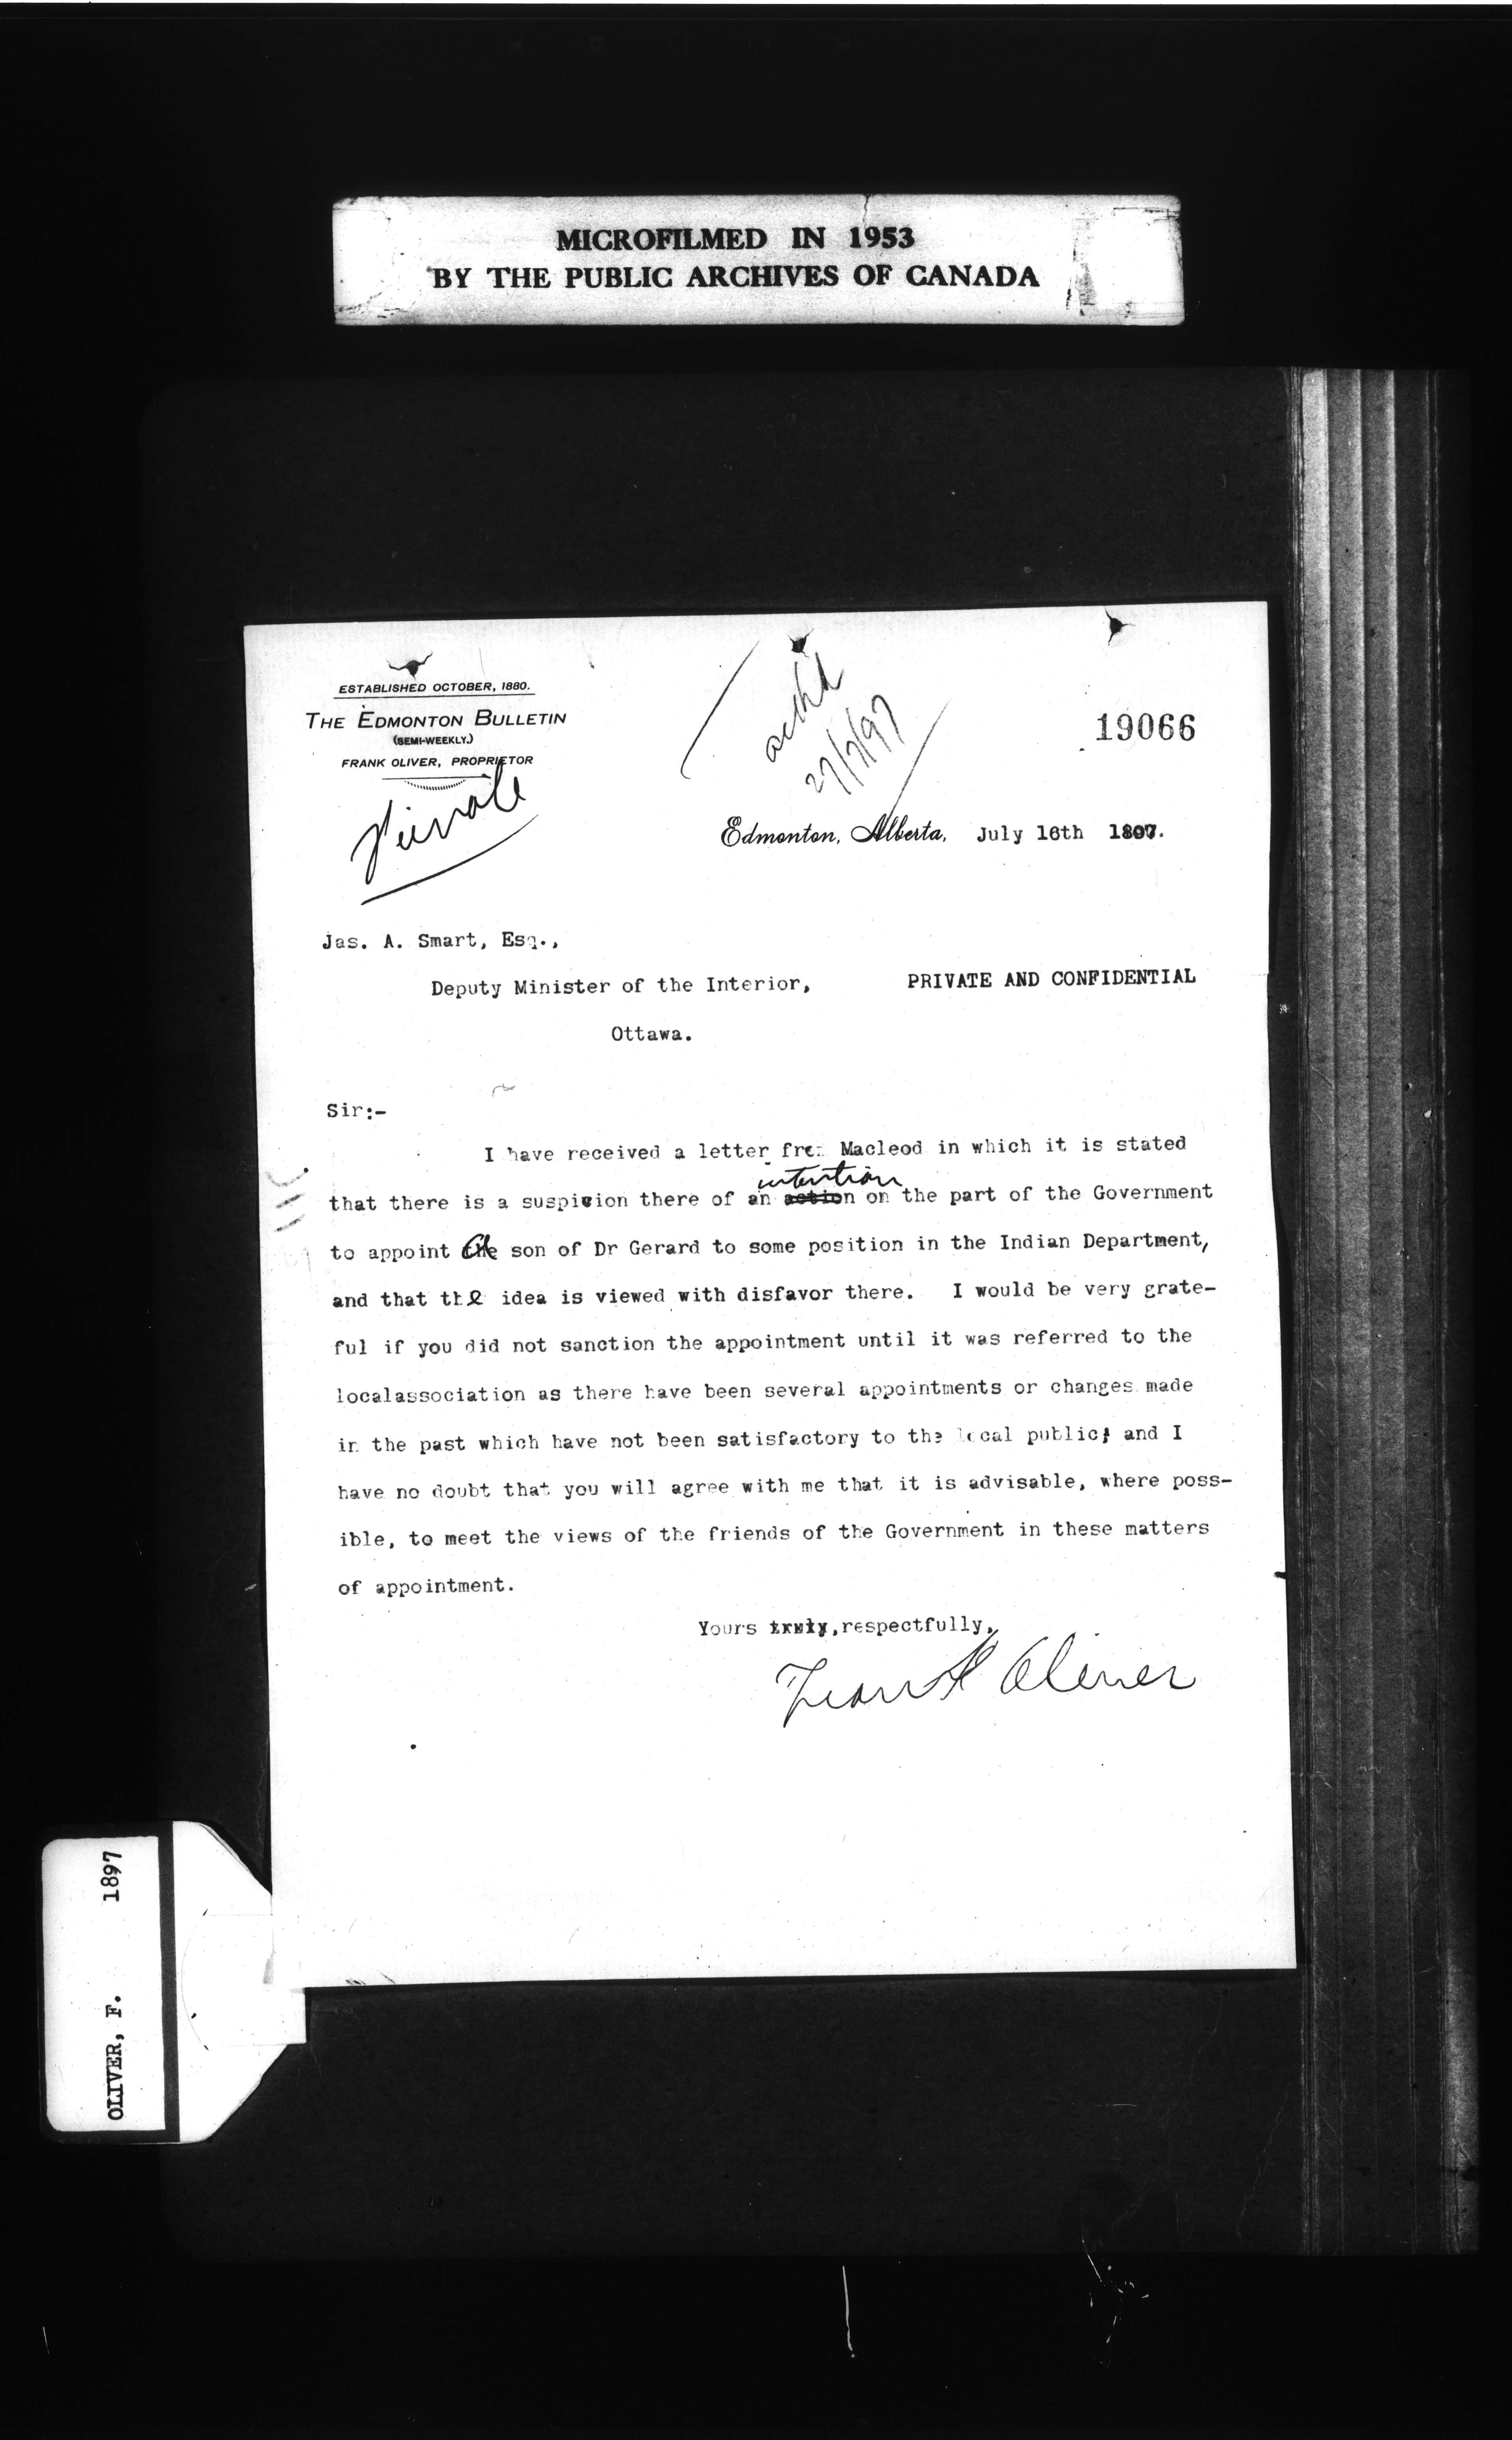 MICROFILMED IN 1953
BY THE PUBLIC ARCHIVES OF CANADA
ESTABLISHED OCTOBER, 1880.
THE EDMONTON BULLETIN
(SEMI-WEEKLY.)
FRANK OLIVER, PROPRIETOR
Private
ackd
27/7/97
19066
Edmonton, Alberta, July 16th 1897.
Jas. A. Smart, Esq.,
Deputy Minister of the Interior,
PRIVATE AND CONFIDENTIAL
Ottawa.
Sir:-
I have received a letter from Macleod in which it is stated
intention
that there is a suspicion there of an action on the part of the Government
to appoint a son of Dr Gerard to some position in the Indian Department,
and that the idea is viewed with disfavor there. I would be very grate-
ful if you did not sanction the appointment until it was referred to the
localassociation as there have been several appointments or changes made
in the past which have not been satisfactory to the local public; and I
have no doubt that you will agree with me that it is advisable, where poss-
ible, to meet the views of the friends of the Government in these matters
of appointment.
Yours truly, respectfully,
Frank Oliver
OLIVER, F. 1897